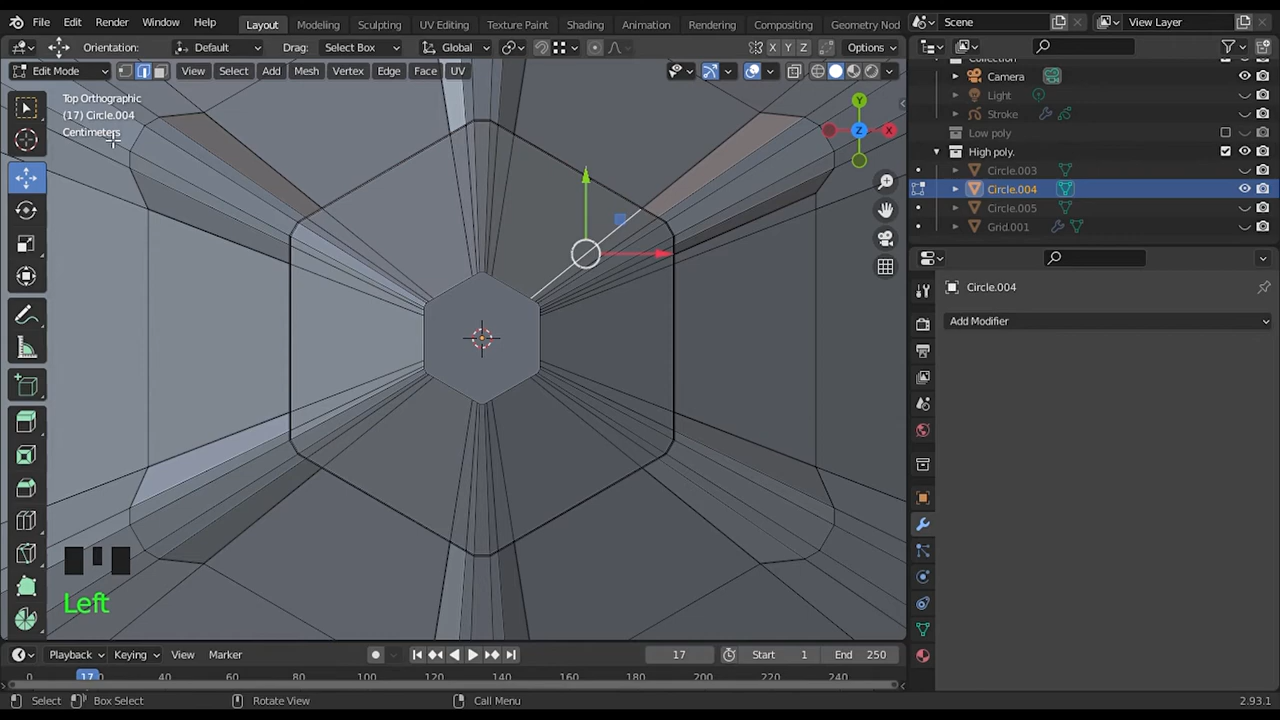 File Edit Render Window Help Layout Modeling Sculpting UV Editing Texture Paint Shading Animation Rendering Compositing Geometry Nod Scene View Layer
Orientation: Default Drag: Select Box Global X Y Z Options
Edit Mode View Select Add Mesh Vertex Edge Face UV
Top Orthographic
(17) Circle.004
Centimeters
Y
X
Z
Left
Collection
Camera
Light
Stroke
Low poly
High poly.
Circle.003
Circle.004
Circle.005
Grid.001
Circle.004
Add Modifier
Playback Keying View Marker 17 Start 1 End 250
0 17 40 60 80 100 120 140 160 180 200 220 240
Select Box Select Rotate View Call Menu 2.93.1